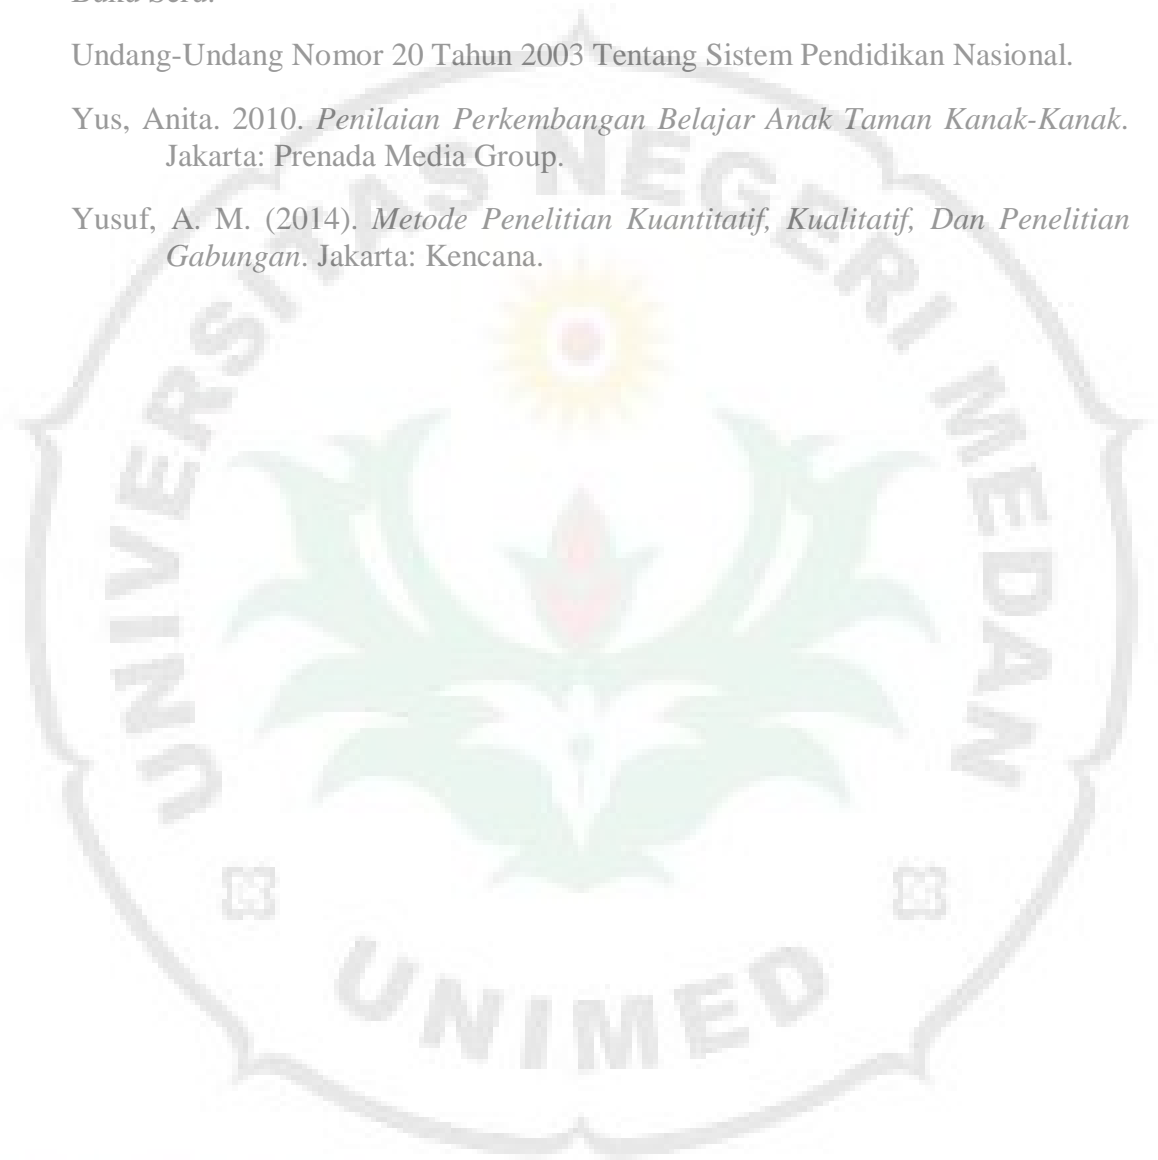 Undang-Undang Nomor 20 Tahun 2003 Tentang Sistem Pendidikan Nasional.
Yus, Anita. 2010. Penilaian Perkembangan Belajar Anak Taman Kanak-Kanak.
Jakarta: Prenada Media Group.
Yusuf, A. M. (2014). Metode Penelitian Kuantitatif, Kualitatif, Dan Penelitian
Gabungan. Jakarta: Kencana.
UNIVERSITAS NEGERI MEDAN
UNIMED